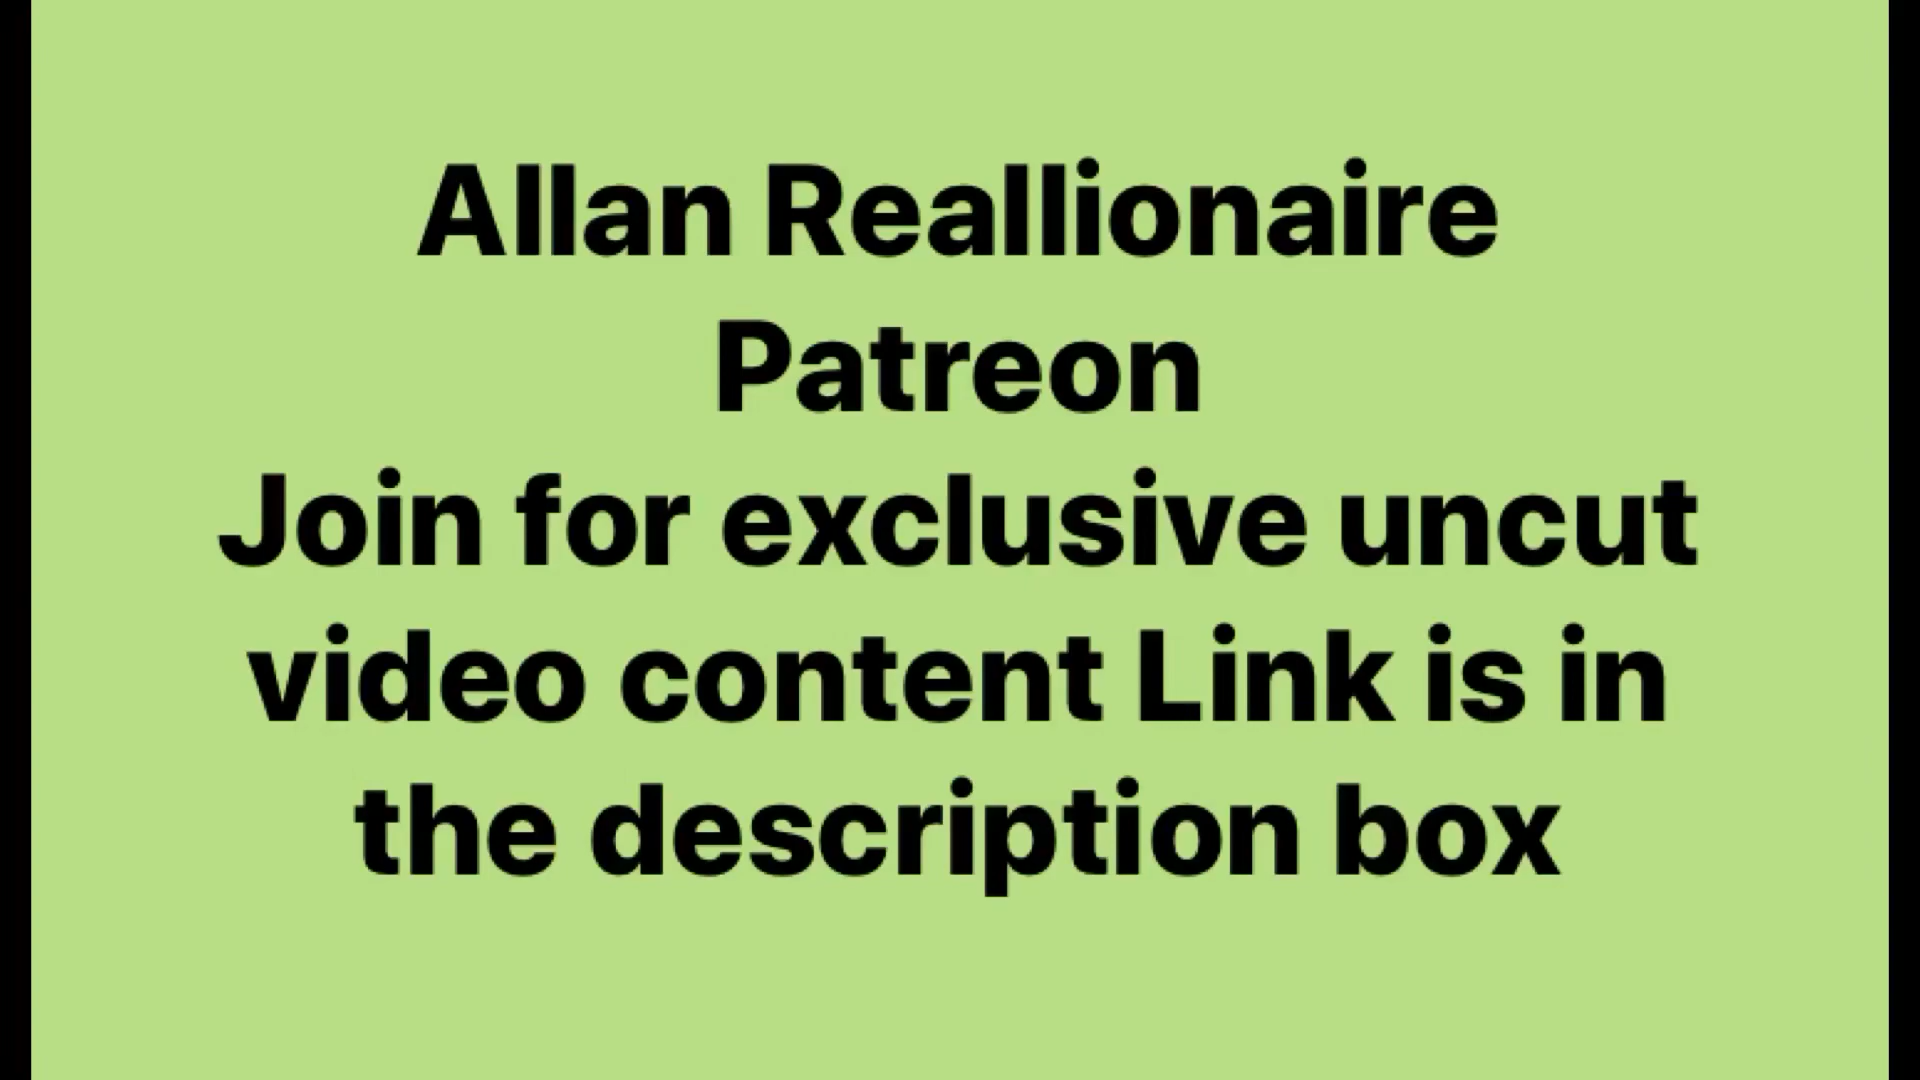 Allan Reallionaire
Patreon
Join for exclusive uncut
video content Link is in
the description box